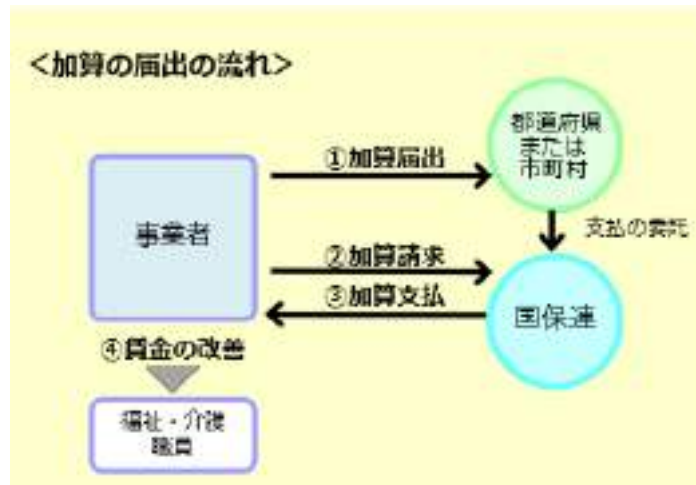 ＜加算の届出の流れ＞
都道府県
または
市町村
①加算届出
事業者
支払の委託
②加算請求
③加算支払
国保連
④賃金の改善
福祉・介護
職員